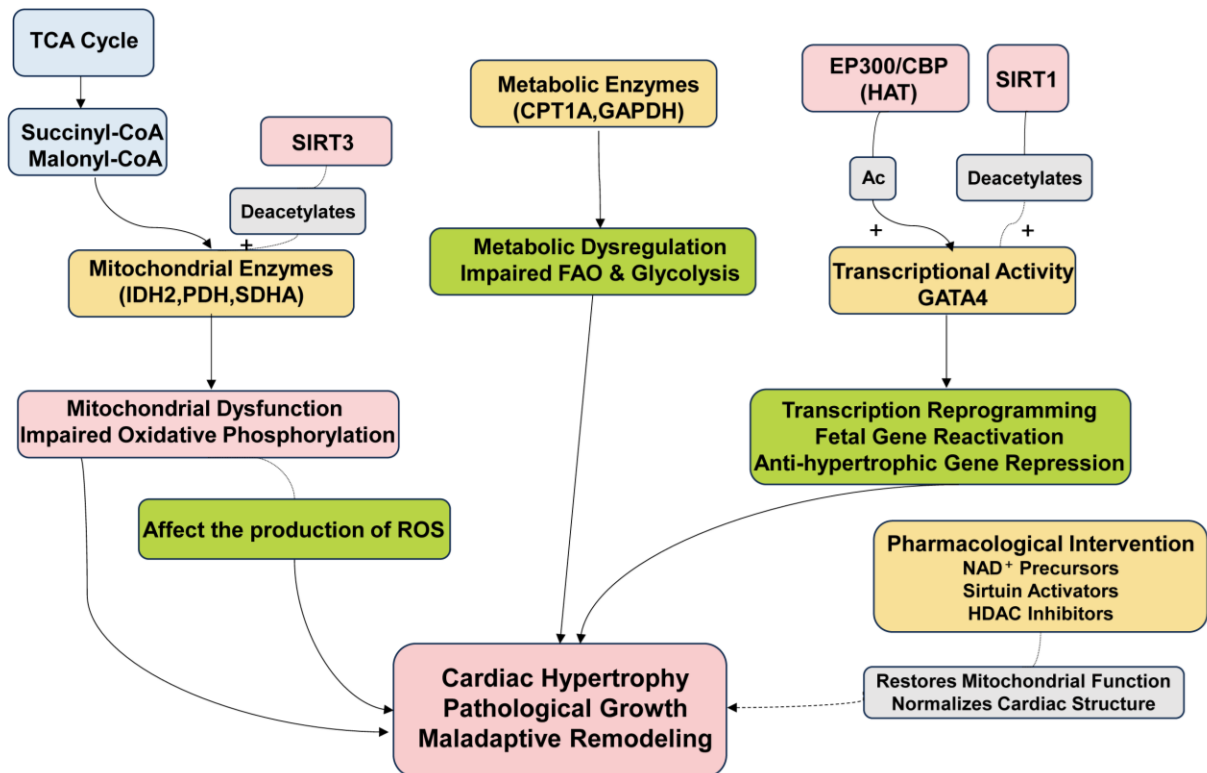 TCA Cycle
Succinyl-CoA
Malonyl-CoA
SIRT3
Deacetylates
+
Mitochondrial Enzymes
(IDH2,PDH,SDHA)
Mitochondrial Dysfunction
Impaired Oxidative Phosphorylation
Affect the production of ROS
Metabolic Enzymes
(CPT1A,GAPDH)
Metabolic Dysregulation
Impaired FAO & Glycolysis
EP300/CBP
(HAT)
SIRT1
Ac
Deacetylates
+
+
Transcriptional Activity
GATA4
Transcription Reprogramming
Fetal Gene Reactivation
Anti-hypertrophic Gene Repression
Pharmacological Intervention
NAD⁺ Precursors
Sirtuin Activators
HDAC Inhibitors
Restores Mitochondrial Function
Normalizes Cardiac Structure
Cardiac Hypertrophy
Pathological Growth
Maladaptive Remodeling